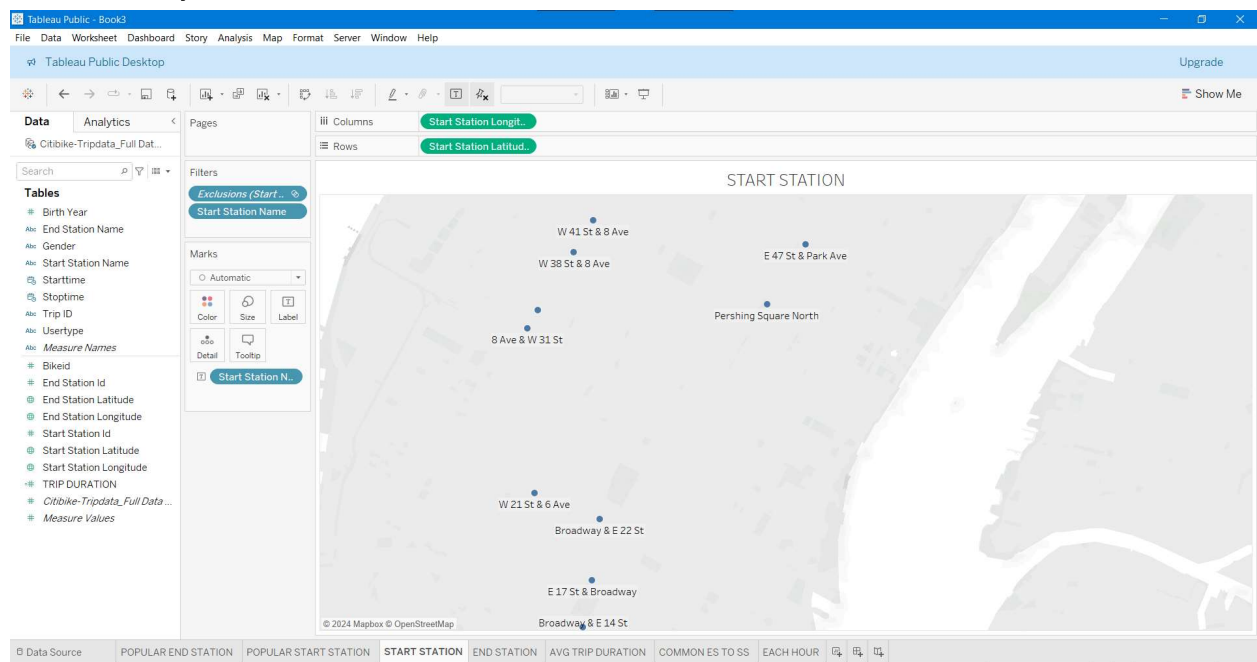 Tableau Public - Book3
File Data Worksheet Dashboard Story Analysis Map Format Server Window Help
Tableau Public Desktop
Upgrade
Show Me
Data Analytics
Citibike-Tripdata_Full Dat...
Search
Tables
Birth Year
Abc End Station Name
Abc Gender
Abc Start Station Name
Starttime
Stoptime
Abc Trip ID
Abc Usertype
Abc Measure Names
Bikeid
End Station Id
End Station Latitude
End Station Longitude
Start Station Id
Start Station Latitude
Start Station Longitude
TRIP DURATION
Citibike-Tripdata_Full Data ...
Measure Values
Pages
Filters
Exclusions (Start ..
Start Station Name
Marks
Automatic
Color Size Label
Detail Tooltip
Start Station N..
Columns Start Station Longit..
Rows Start Station Latitud..
START STATION
W 41 St & 8 Ave
E 47 St & Park Ave
W 38 St & 8 Ave
Pershing Square North
8 Ave & W 31 St
W 21 St & 6 Ave
Broadway & E 22 St
E 17 St & Broadway
Broadway & E 14 St
© 2024 Mapbox © OpenStreetMap
Data Source POPULAR END STATION POPULAR START STATION START STATION END STATION AVG TRIP DURATION COMMON ES TO SS EACH HOUR